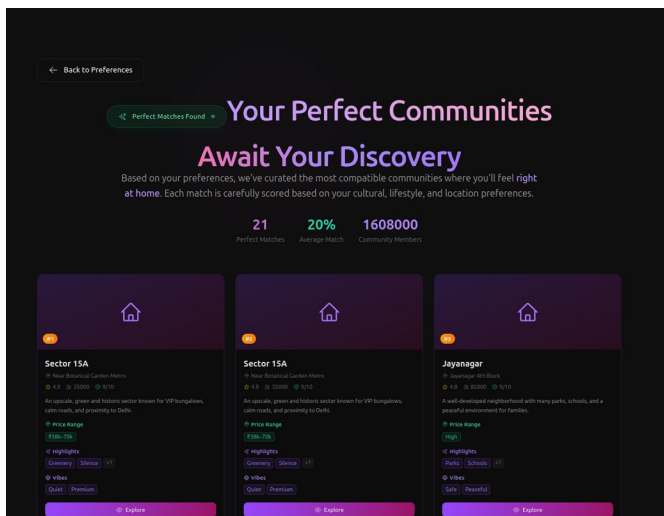 Back to Preferences
Perfect Matches Found
Your Perfect Communities
Await Your Discovery
Based on your preferences, we've curated the most compatible communities where you'll feel right
at home. Each match is carefully scored based on your cultural, lifestyle, and location preferences.
21 20% 1608000
Perfect Matches Average Match Community Members
#1
Sector 15A
Near Botanical Garden Metro
4.9 35000 9/10
An upscale, green and historic sector known for VIP bungalows,
calm roads, and proximity to Delhi.
Price Range
₹38k-70k
Highlights
Greenery Silence +1
Vibes
Quiet Premium
Explore
#2
Sector 15A
Near Botanical Garden Metro
4.9 35000 9/10
An upscale, green and historic sector known for VIP bungalows,
calm roads, and proximity to Delhi.
Price Range
₹38k-70k
Highlights
Greenery Silence +1
Vibes
Quiet Premium
Explore
#3
Jayanagar
Jayanagar 4th Block
4.8 85000 9/10
A well-developed neighborhood with many parks, schools, and a
peaceful environment for families.
Price Range
High
Highlights
Parks Schools +1
Vibes
Safe Peaceful
Explore